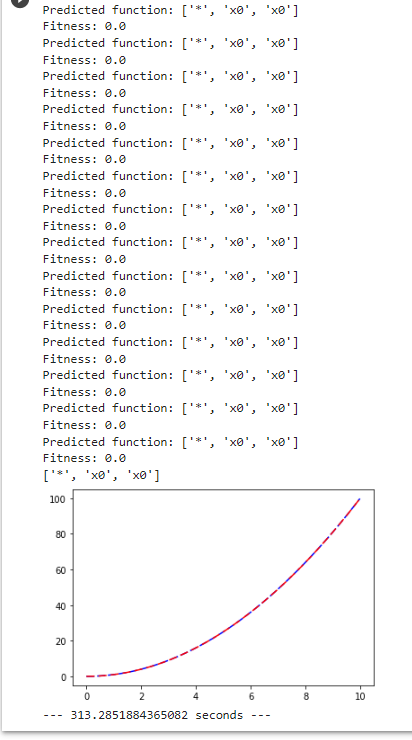 Predicted function: ['*', 'x0', 'x0']
Fitness: 0.0
Predicted function: ['*', 'x0', 'x0']
Fitness: 0.0
Predicted function: ['*', 'x0', 'x0']
Fitness: 0.0
Predicted function: ['*', 'x0', 'x0']
Fitness: 0.0
Predicted function: ['*', 'x0', 'x0']
Fitness: 0.0
Predicted function: ['*', 'x0', 'x0']
Fitness: 0.0
Predicted function: ['*', 'x0', 'x0']
Fitness: 0.0
Predicted function: ['*', 'x0', 'x0']
Fitness: 0.0
Predicted function: ['*', 'x0', 'x0']
Fitness: 0.0
Predicted function: ['*', 'x0', 'x0']
Fitness: 0.0
Predicted function: ['*', 'x0', 'x0']
Fitness: 0.0
Predicted function: ['*', 'x0', 'x0']
Fitness: 0.0
Predicted function: ['*', 'x0', 'x0']
Fitness: 0.0
Predicted function: ['*', 'x0', 'x0']
Fitness: 0.0
['*', 'x0', 'x0']
100
80
60
40
20
0
0 2 4 6 8 10
--- 313.2851884365082 seconds ---